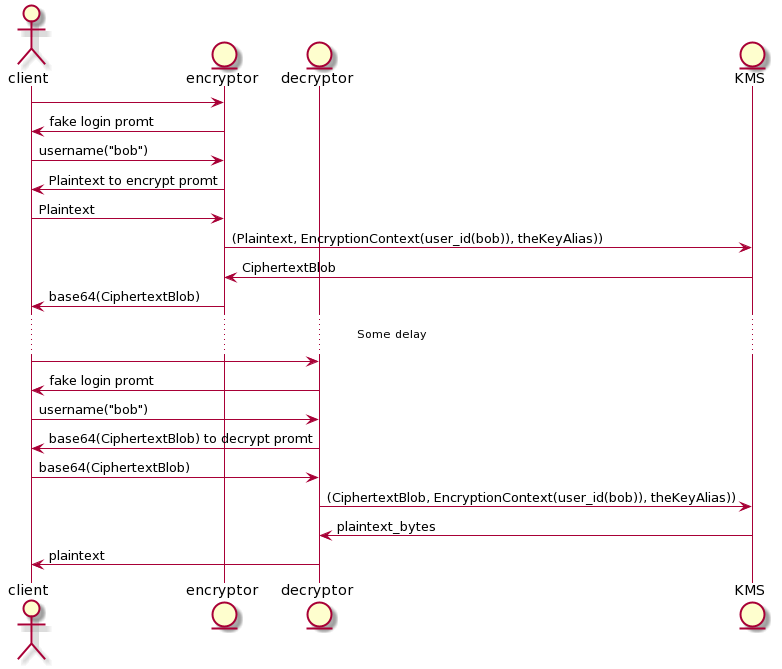 client encryptor decryptor KMS
fake login promt
username("bob")
Plaintext to encrypt promt
Plaintext
(Plaintext, EncryptionContext(user_id(bob)), theKeyAlias))
CiphertextBlob
base64(CiphertextBlob)
Some delay
fake login promt
username("bob")
base64(CiphertextBlob) to decrypt promt
base64(CiphertextBlob)
(CiphertextBlob, EncryptionContext(user_id(bob)), theKeyAlias))
plaintext_bytes
plaintext
client encryptor decryptor KMS